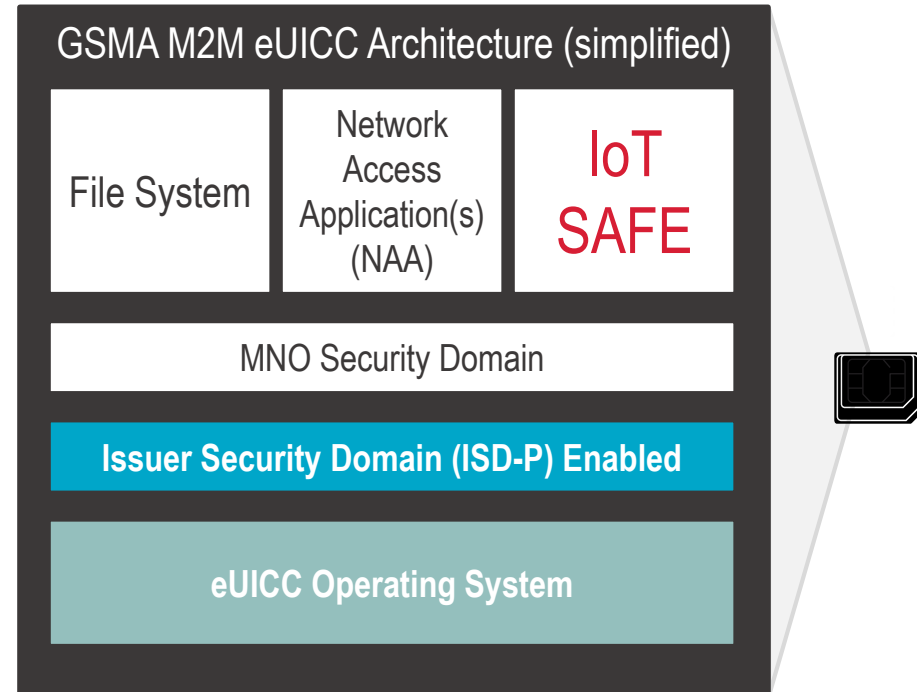 GSMA M2M eUICC Architecture (simplified)
File System
Network
Access
Application(s)
(NAA)
IoT
SAFE
MNO Security Domain
Issuer Security Domain (ISD-P) Enabled
eUICC Operating System